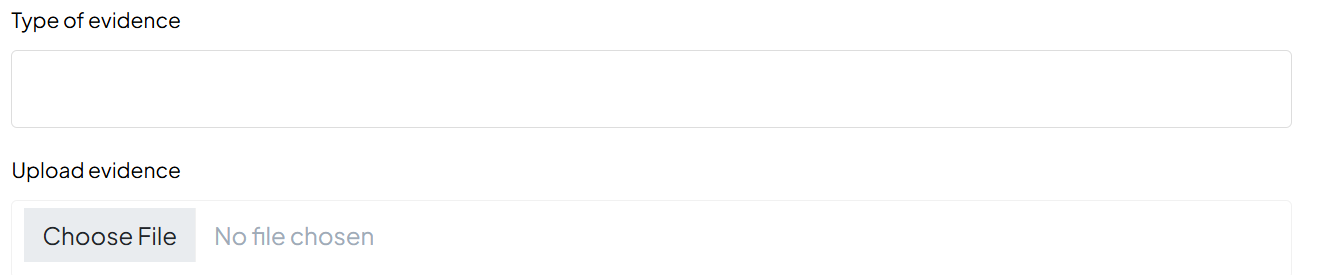 Type of evidence
Upload evidence
Choose File No file chosen